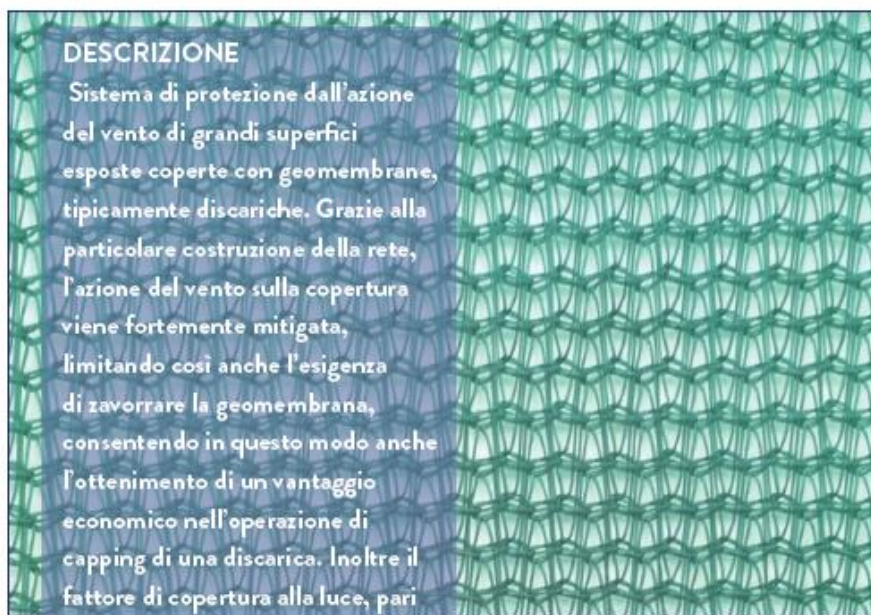 DESCRIZIONE
Sistema di protezione dall'azione
del vento di grandi superfici
esposte coperte con geomembrane,
tipicamente discariche. Grazie alla
particolare costruzione della rete,
l'azione del vento sulla copertura
viene fortemente mitigata,
limitando così anche l'esigenza
di zavorrare la geomembrana,
consentendo in questo modo anche
l'ottenimento di un vantaggio
economico nell'operazione di
capping di una discarica. Inoltre il
fattore di copertura alla luce, pari